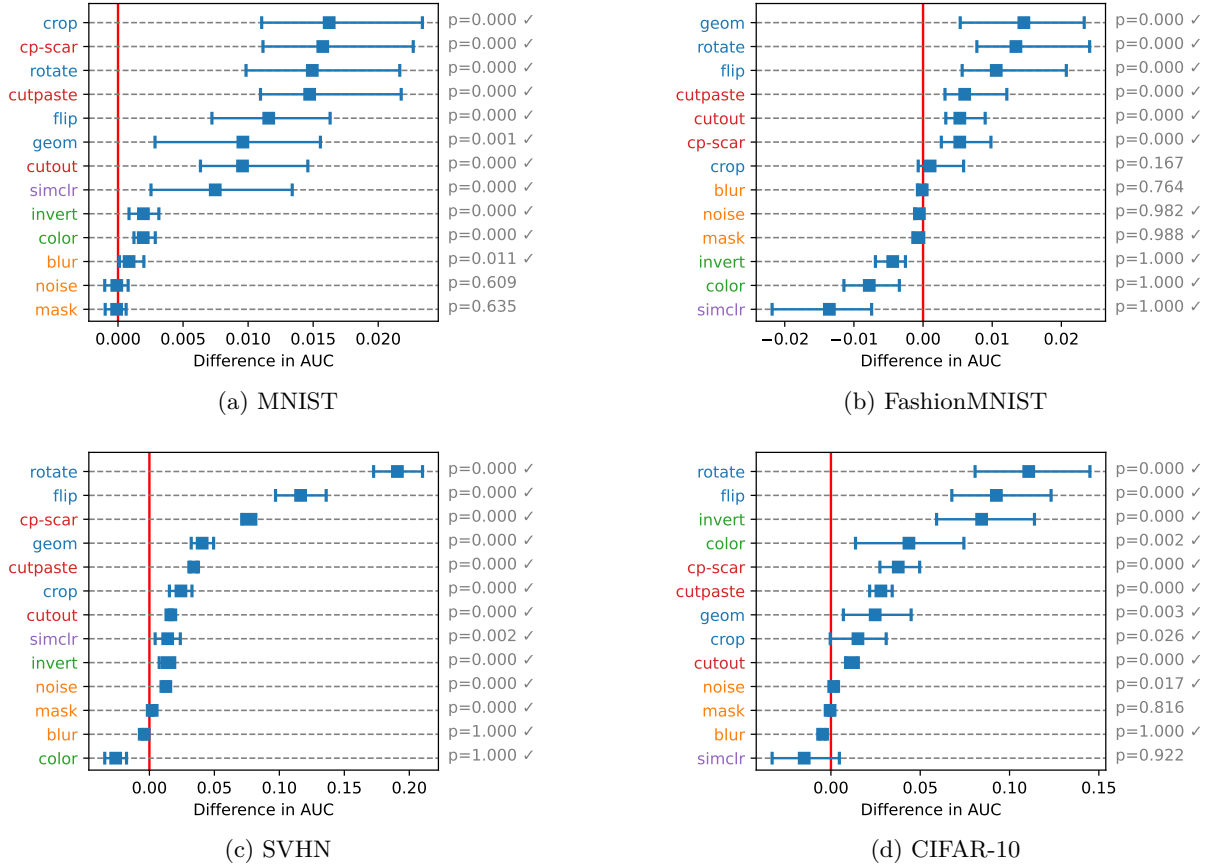 crop p=0.000 ✓
cp-scar p=0.000 ✓
rotate p=0.000 ✓
cutpaste p=0.000 ✓
flip p=0.000 ✓
geom p=0.001 ✓
cutout p=0.000 ✓
simclr p=0.000 ✓
invert p=0.000 ✓
color p=0.000 ✓
blur p=0.011 ✓
noise p=0.609
mask p=0.635
0.000 0.005 0.010 0.015 0.020
Difference in AUC
(a) MNIST
geom p=0.000 ✓
rotate p=0.000 ✓
flip p=0.000 ✓
cutpaste p=0.000 ✓
cutout p=0.000 ✓
cp-scar p=0.000 ✓
crop p=0.167
blur p=0.764
noise p=0.982 ✓
mask p=0.988 ✓
invert p=1.000 ✓
color p=1.000 ✓
simclr p=1.000 ✓
−0.02 −0.01 0.00 0.01 0.02
Difference in AUC
(b) FashionMNIST
rotate p=0.000 ✓
flip p=0.000 ✓
cp-scar p=0.000 ✓
geom p=0.000 ✓
cutpaste p=0.000 ✓
crop p=0.000 ✓
cutout p=0.000 ✓
simclr p=0.002 ✓
invert p=0.000 ✓
noise p=0.000 ✓
mask p=0.000 ✓
blur p=1.000 ✓
color p=1.000 ✓
0.00 0.05 0.10 0.15 0.20
Difference in AUC
(c) SVHN
rotate p=0.000 ✓
flip p=0.000 ✓
invert p=0.000 ✓
color p=0.002 ✓
cp-scar p=0.000 ✓
cutpaste p=0.000 ✓
geom p=0.003 ✓
crop p=0.026 ✓
cutout p=0.000 ✓
noise p=0.017 ✓
mask p=0.816
blur p=1.000 ✓
simclr p=0.922
0.00 0.05 0.10 0.15
Difference in AUC
(d) CIFAR-10